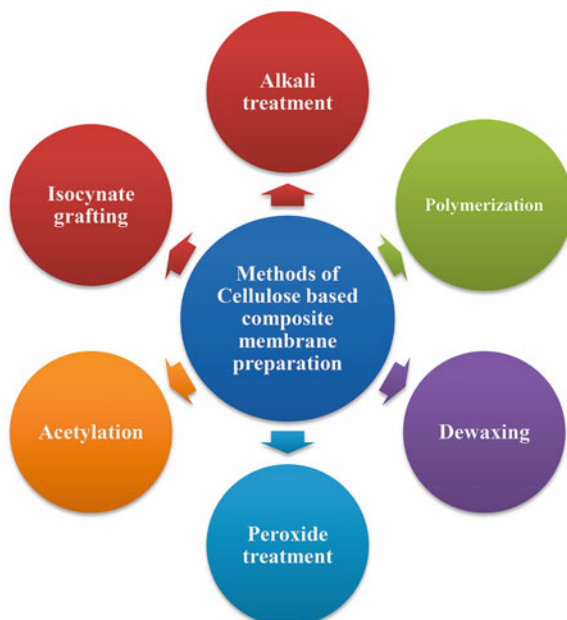 Alkali
treatment
Polymerization
Dewaxing
Peroxide
treatment
Acetylation
Isocynate
grafting
Methods of
Cellulose based
composite
membrane
preparation